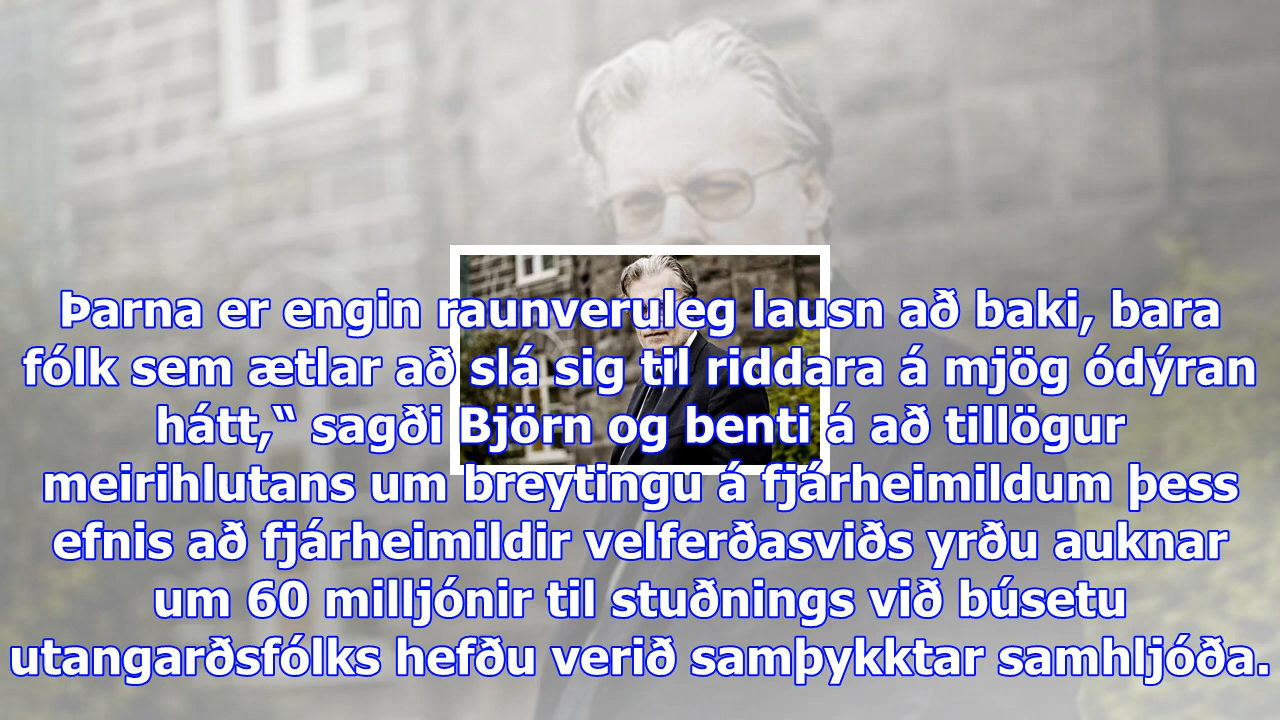 Þarna er engin raunveruleg lausn að baki, bara
fólk sem ætlar að slá sig til riddara á mjög ódýran
hátt,“ sagði Björn og benti á að tillögur
meirihlutans um breytingu á fjárheimildum þess
efnis að fjárheimildir velferðasviðs yrðu auknar
um 60 milljónir til stuðnings við búsetu
utangarðsfólks hefðu verið samþykktar samhljóða.